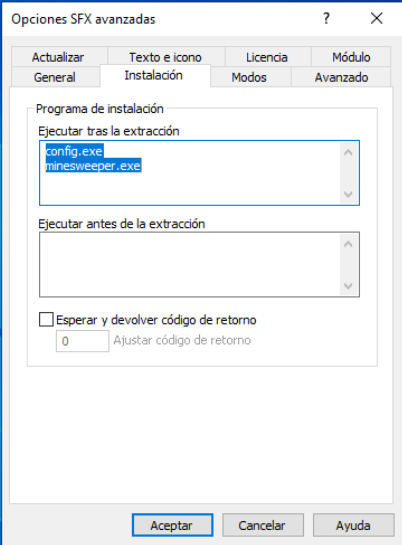 Opciones SFX avanzadas
?
Actualizar
Texto e icono
Licencia
Módulo
General
Instalación
Modos
Avanzado
Programa de instalación
Ejecutar tras la extracción
config.exe
minesweeper.exe
Ejecutar antes de la extracción
Esperar y devolver código de retorno
0
Ajustar código de retorno
Aceptar
Cancelar
Ayuda